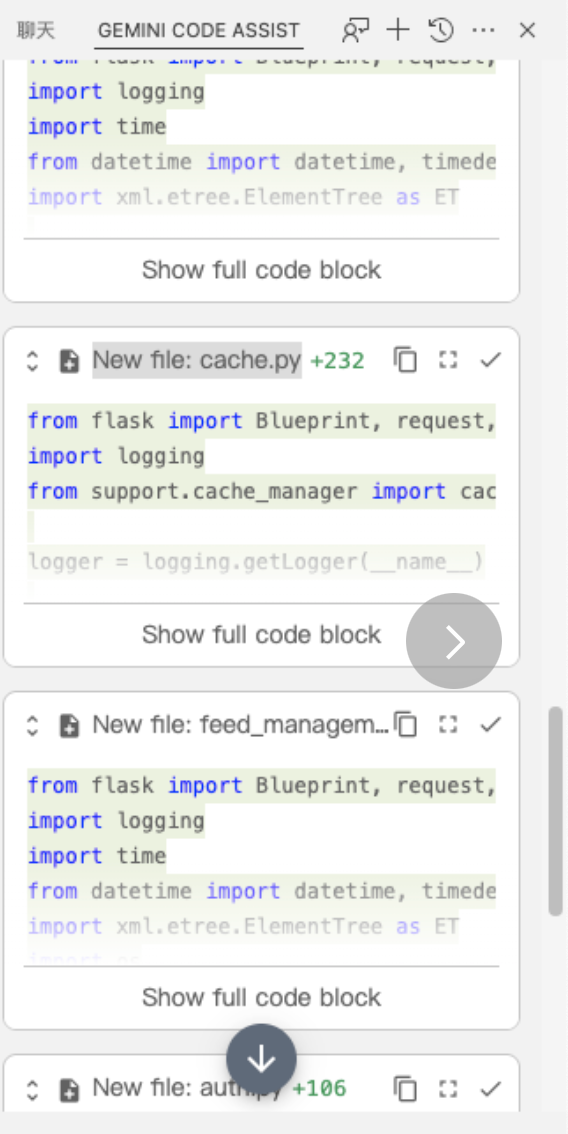 聊天 GEMINI CODE ASSIST
from flask import Blueprint, request,
import logging
import time
from datetime import datetime, timede
import xml.etree.ElementTree as ET
Show full code block
New file: cache.py +232
from flask import Blueprint, request,
import logging
from support.cache_manager import cac
logger = logging.getLogger(__name__)
Show full code block
New file: feed_managem...
from flask import Blueprint, request,
import logging
import time
from datetime import datetime, timede
import xml.etree.ElementTree as ET
Show full code block
New file: auth.py +106